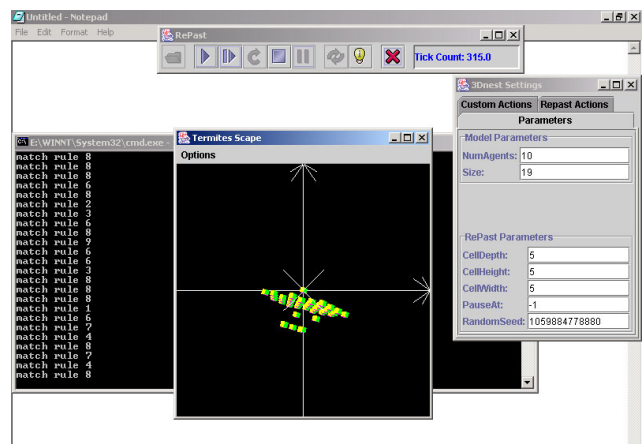 Untitled - Notepad
File Edit Format Help
RePast
Tick Count: 315.0
3Dnest Settings
Custom Actions Repast Actions
Parameters
Model Parameters
NumAgents: 10
Size: 19
RePast Parameters
CellDepth: 5
CellHeight: 5
CellWidth: 5
PauseAt: -1
RandomSeed: 1059884778880
E:\WINNT\System32\cmd.exe -
match rule 8
match rule 8
match rule 8
match rule 6
match rule 8
match rule 2
match rule 3
match rule 6
match rule 8
match rule 9
match rule 6
match rule 6
match rule 3
match rule 8
match rule 8
match rule 8
match rule 1
match rule 6
match rule 7
match rule 4
match rule 8
match rule 7
match rule 4
match rule 8
Termites Scape
Options